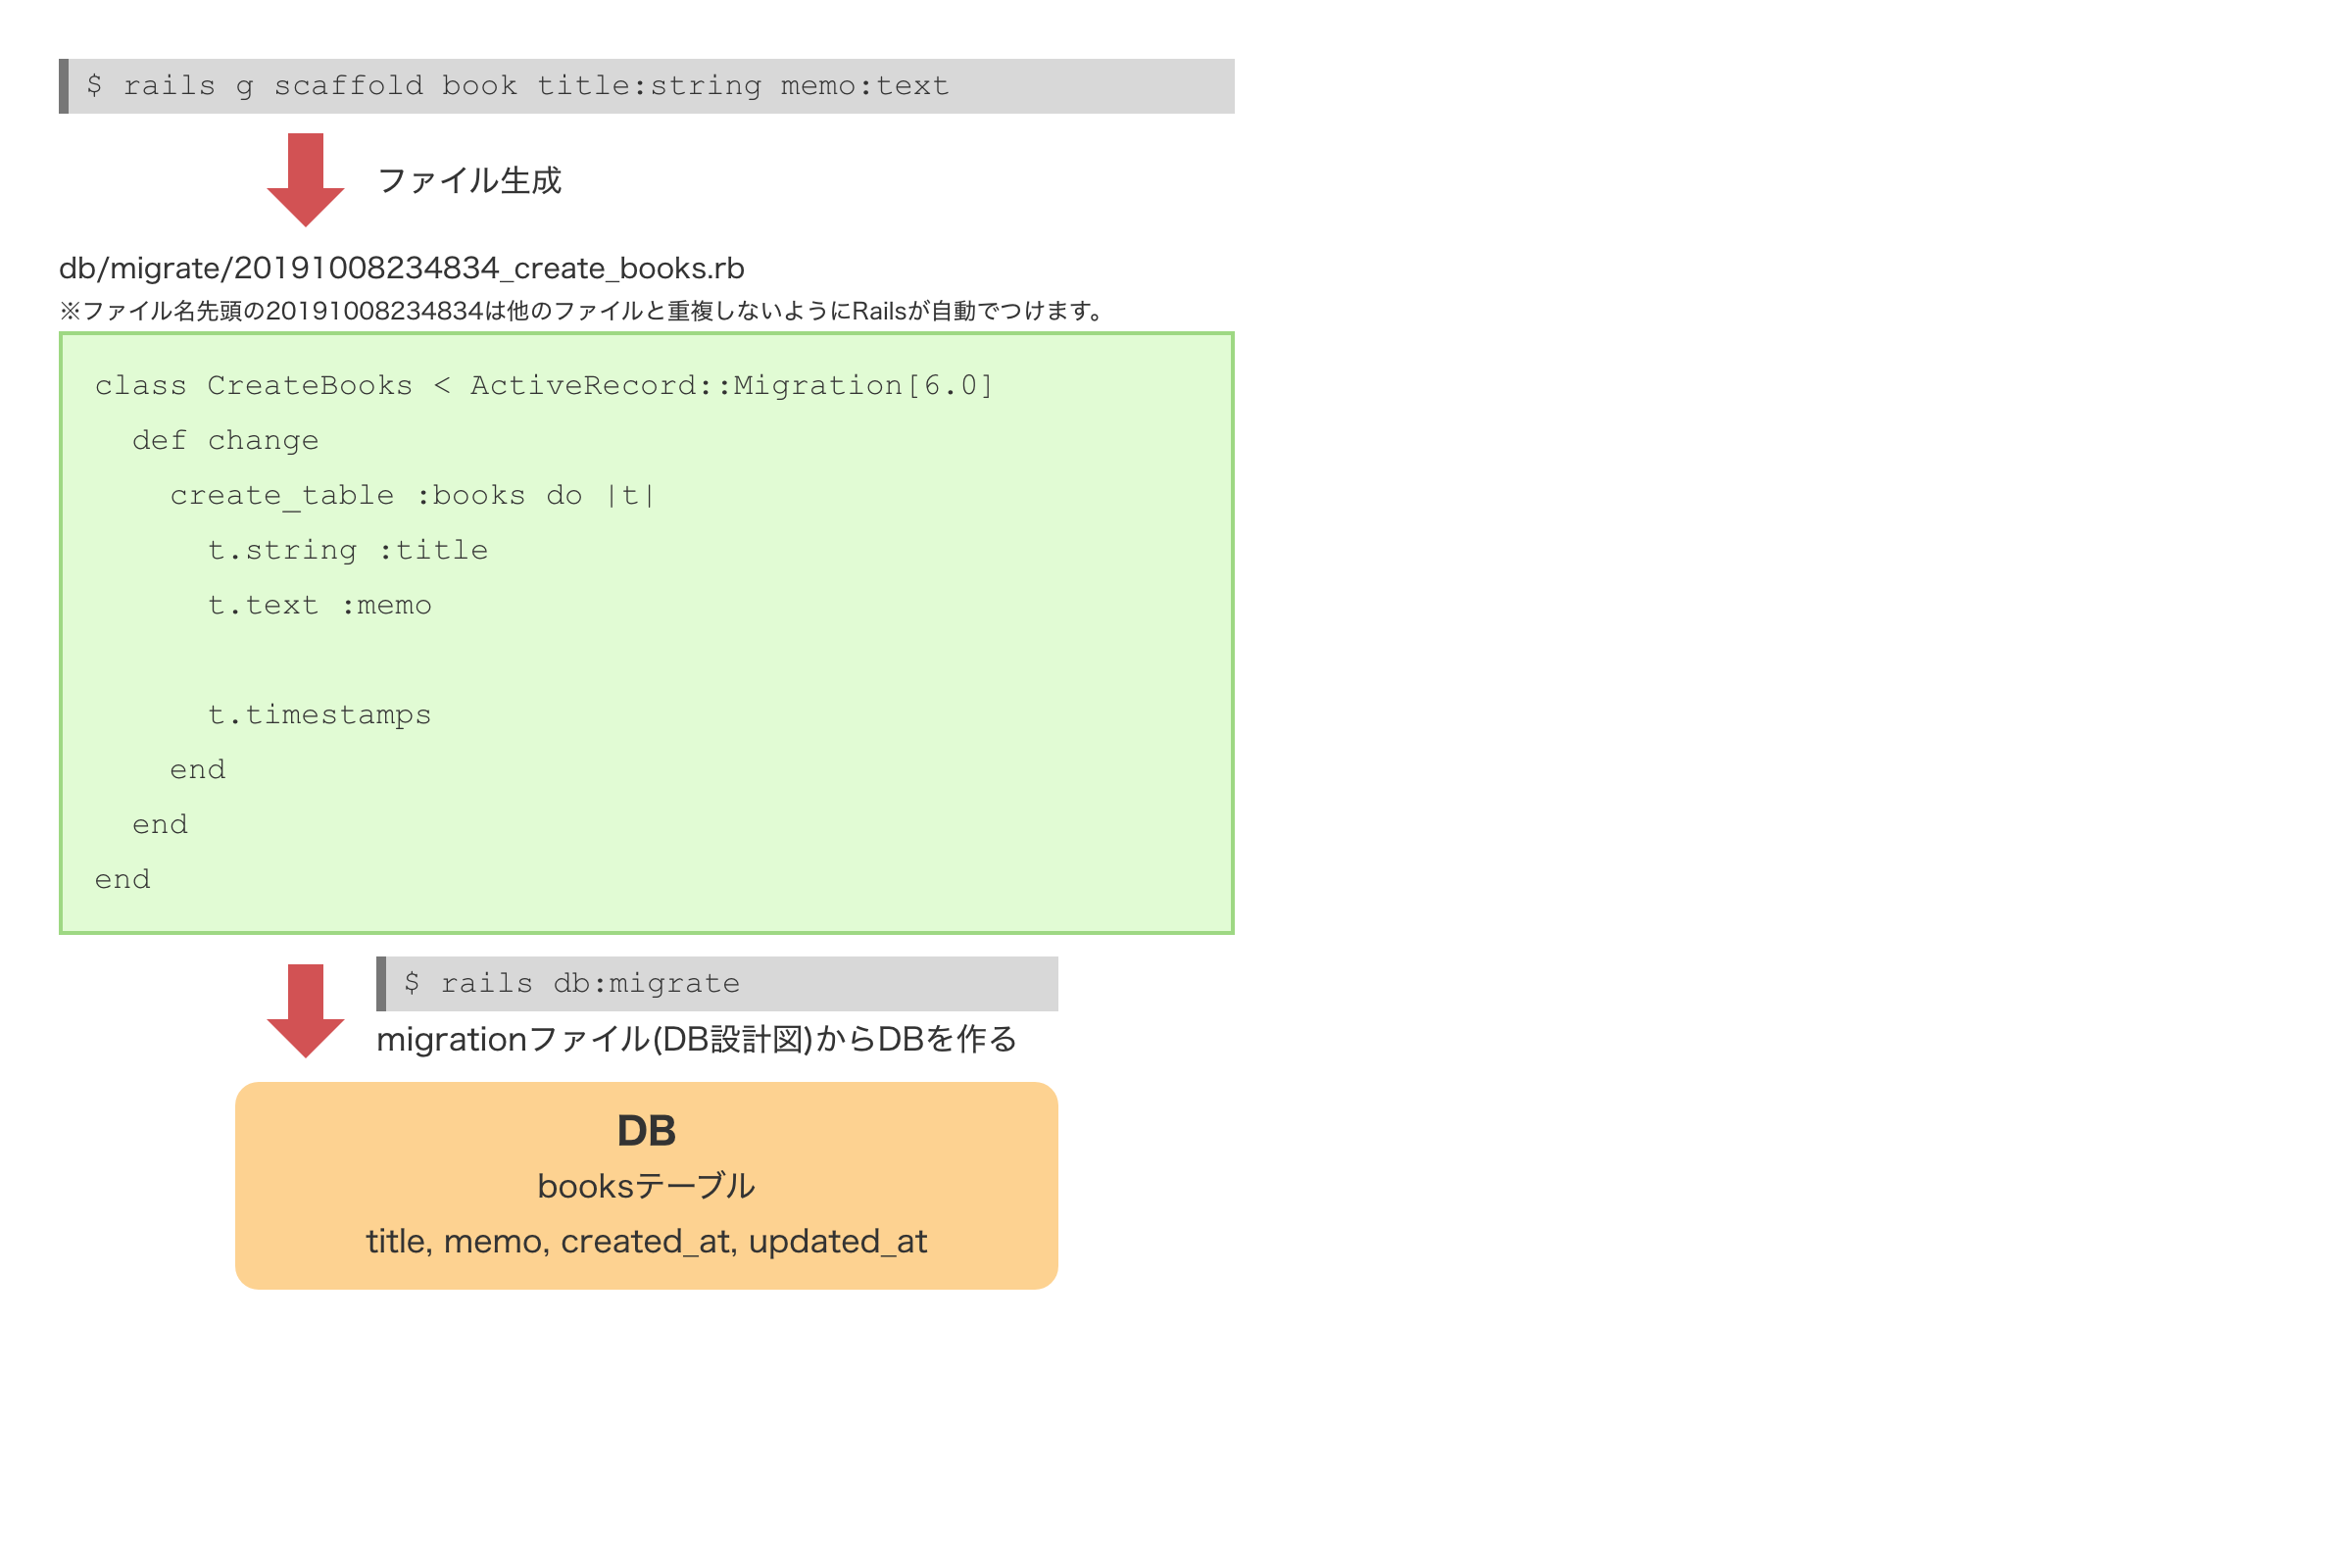 $ rails g scaffold book title:string memo:text
ファイル生成
db/migrate/20191008234834_create_books.rb
※ファイル名先頭の20191008234834は他のファイルと重複しないようにRailsが自動でつけます。
class CreateBooks < ActiveRecord::Migration[6.0]
  def change
    create_table :books do |t|
      t.string :title
      t.text :memo

      t.timestamps
    end
  end
end
$ rails db:migrate
migrationファイル(DB設計図)からDBを作る
DB
booksテーブル
title, memo, created_at, updated_at